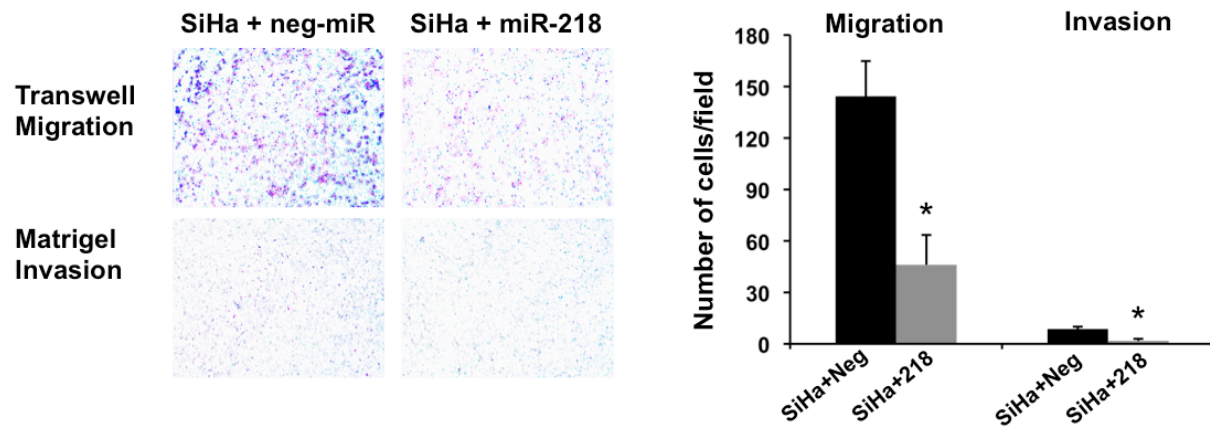 SiHa + neg-miR
SiHa + miR-218
Transwell
Migration
Matrigel
Invasion
Migration
Invasion
Number of cells/field
180
150
120
90
60
30
0
*
*
SiHa+Neg
SiHa+218
SiHa+Neg
SiHa+218